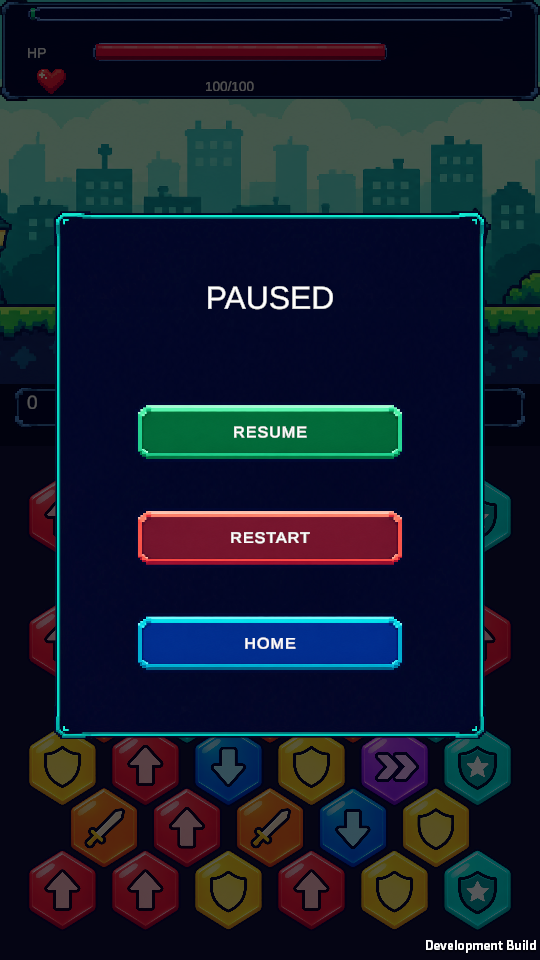 HP
100/100
PAUSED
0
RESUME
RESTART
HOME
Development Build